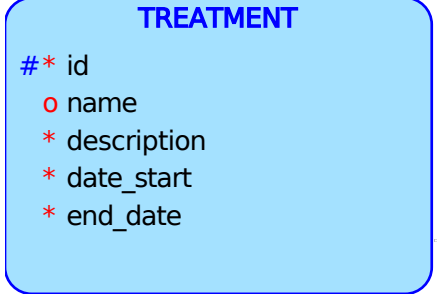 TREATMENT
#* id
o name
* description
* date_start
* end_date